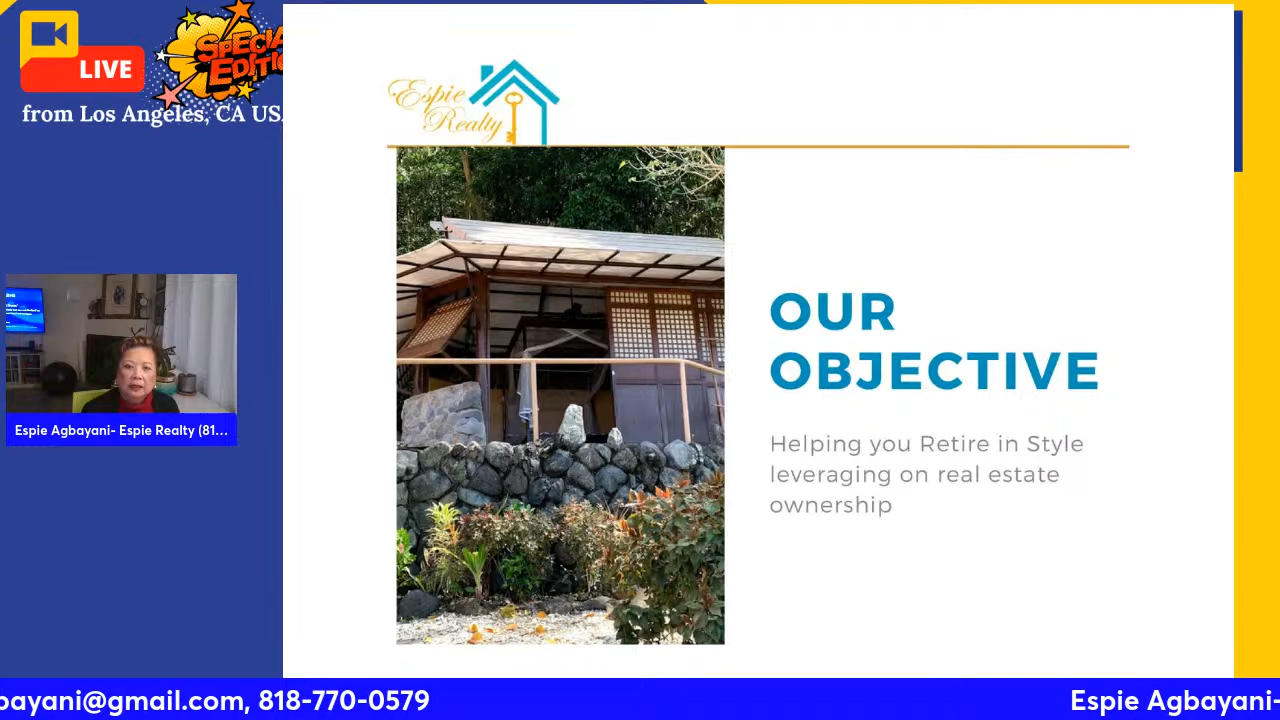 LIVE
SPECIAL
EDITION
from Los Angeles, CA USA
Espie
Realty
OUR
OBJECTIVE
Helping you Retire in Style
leveraging on real estate
ownership
Espie Agbayani- Espie Realty (81...
bayani@gmail.com, 818-770-0579
Espie Agbayani-